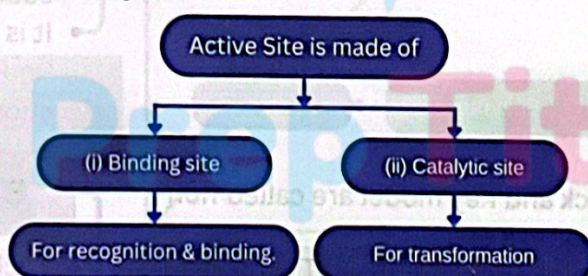 Active Site is made of
(i) Binding site
(ii) Catalytic site
For recognition & binding.
For transformation